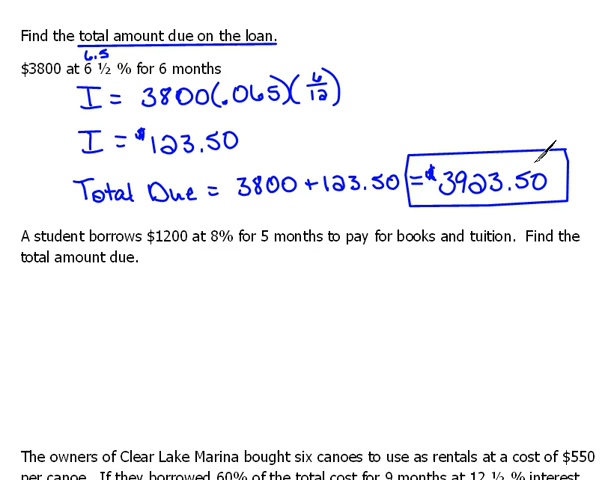 Find the total amount due on the loan.
6.5
$3800 at 6 ½ % for 6 months
I = 3800(.065)(6/12)
I = $123.50
Total Due = 3800 + 123.50 = $3923.50
A student borrows $1200 at 8% for 5 months to pay for books and tuition. Find the
total amount due.
The owners of Clear Lake Marina bought six canoes to use as rentals at a cost of $550
per canoe. If they borrowed 60% of the total cost for 9 months at 12 ½ % interest,